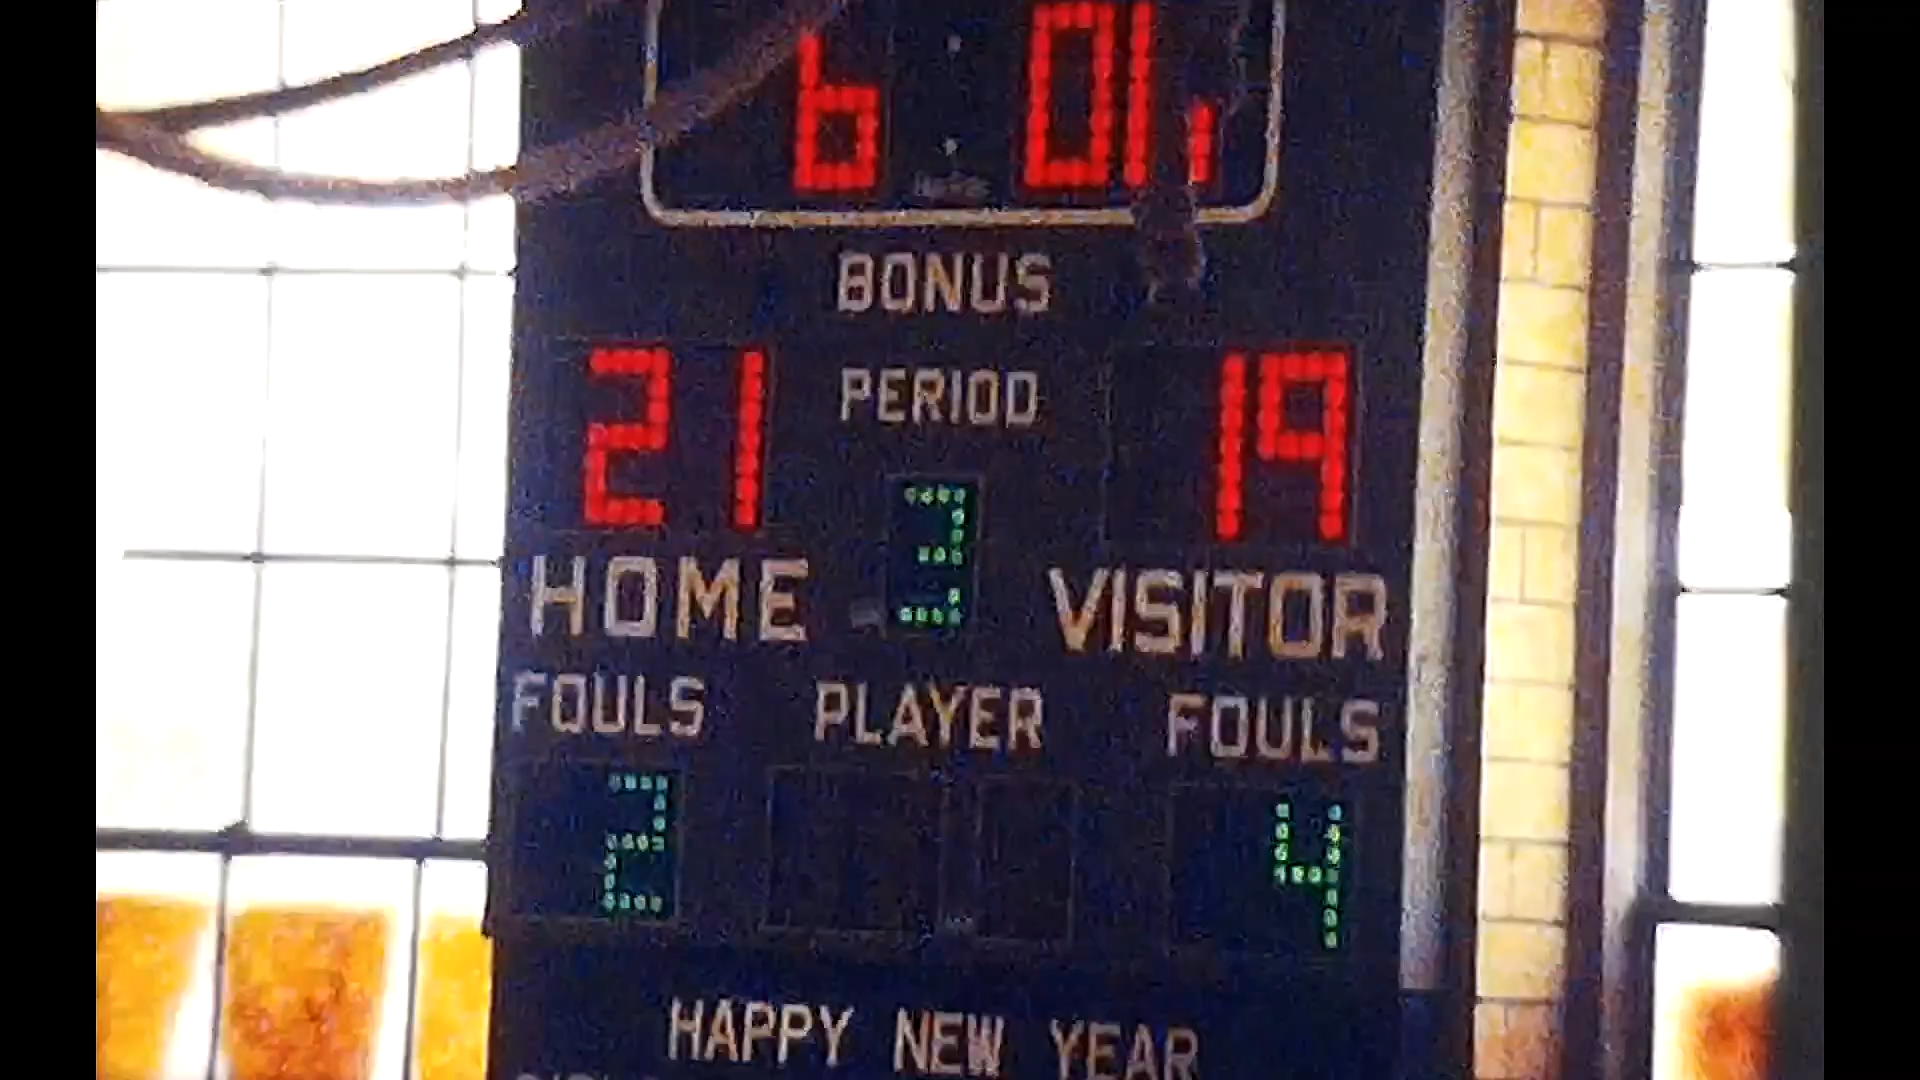 6:01
BONUS
21 PERIOD 19
3
HOME VISITOR
FOULS PLAYER FOULS
2 4
HAPPY NEW YEAR